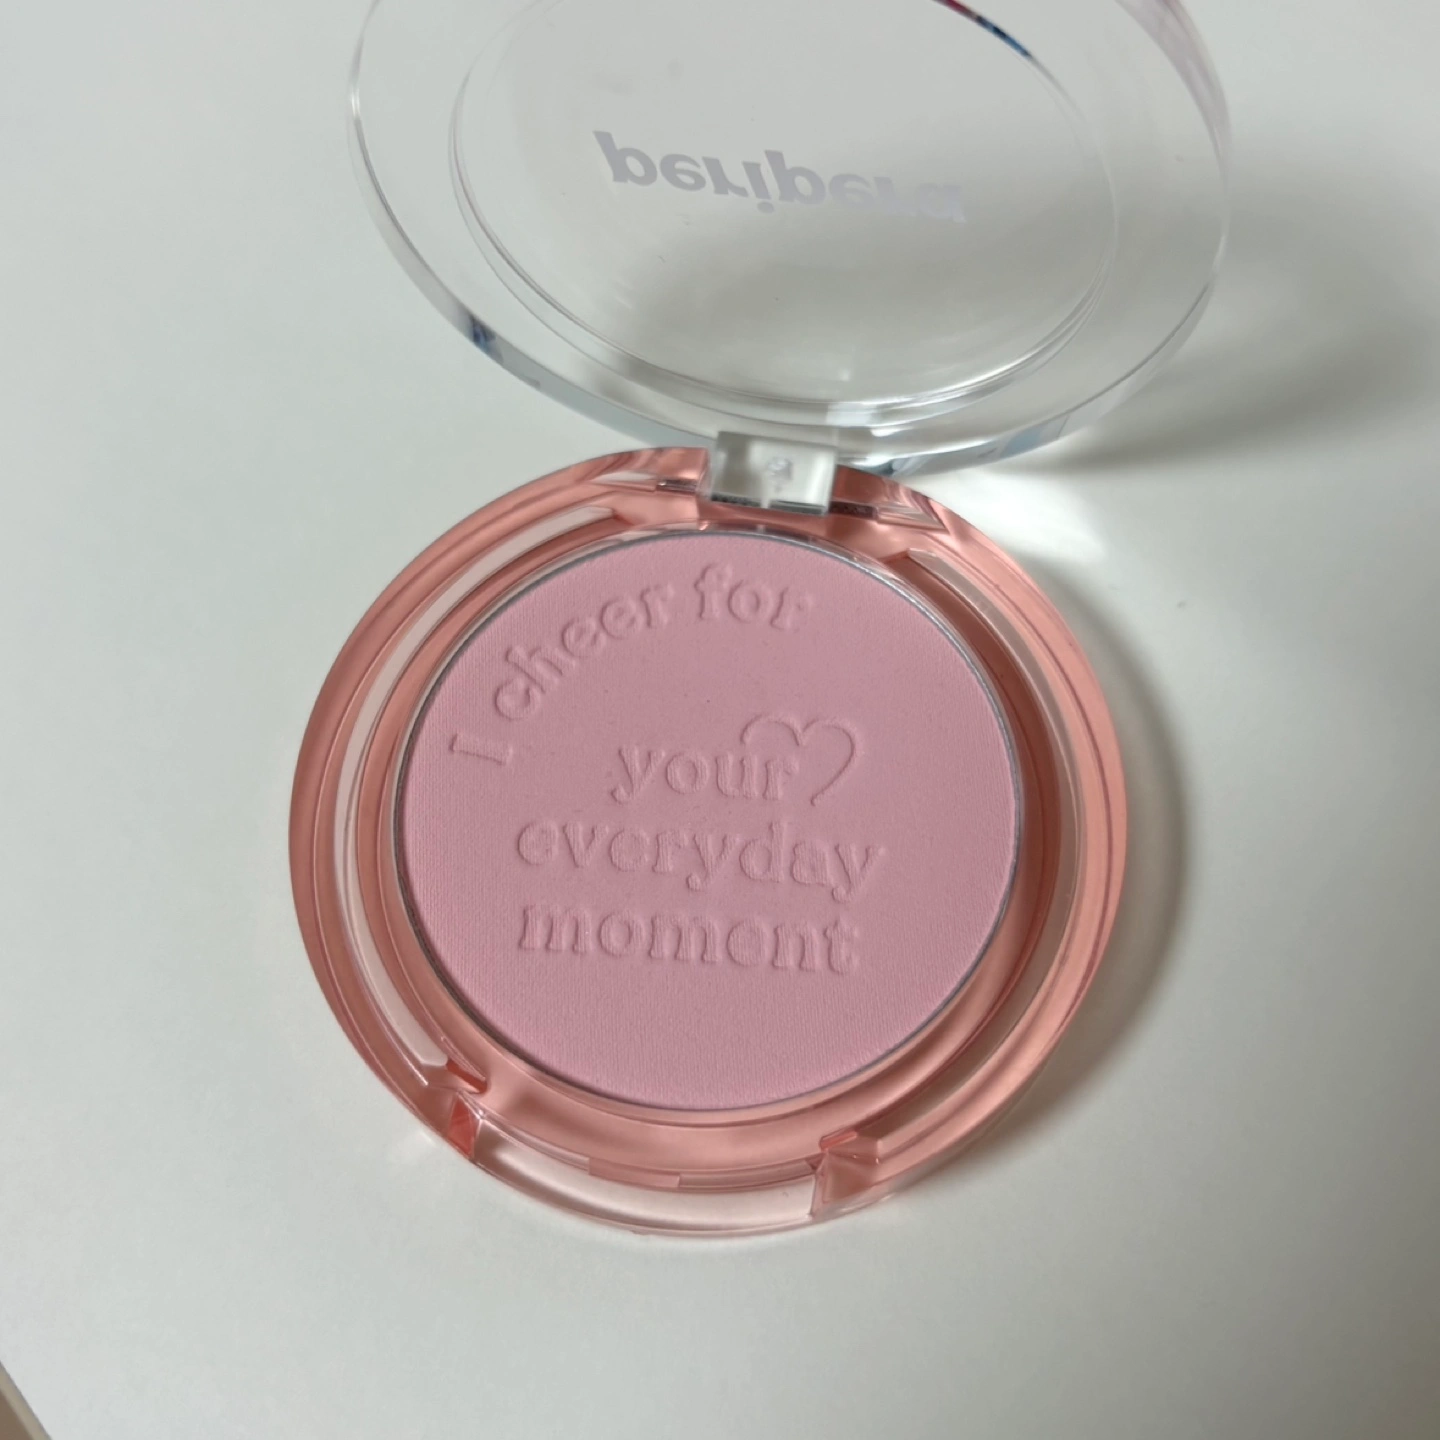 peripera
I cheer for
your
everyday
moment